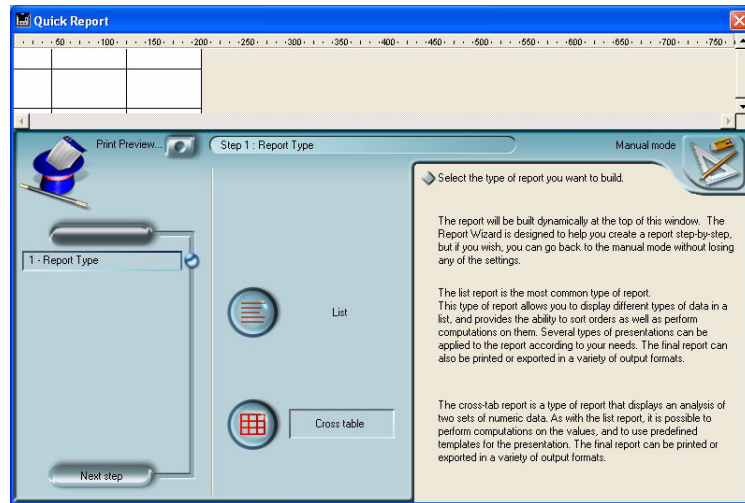 Quick Report
50 100 150 200 250 300 350 400 450 500 550 600 650 700 750
Print Preview...
Step 1 : Report Type
Manual mode
1 - Report Type
List
Cross table
Next step
Select the type of report you want to build.
The report will be built dynamically at the top of this window. The
Report Wizard is designed to help you create a report step-by-step,
but if you wish, you can go back to the manual mode without losing
any of the settings.
The list report is the most common type of report.
This type of report allows you to display different types of data in a
list, and provides the ability to sort orders as well as perform
computations on them. Several types of presentations can be
applied to the report according to your needs. The final report can
also be printed or exported in a variety of output formats.
The cross-tab report is a type of report that displays an analysis of
two sets of numeric data. As with the list report, it is possible to
perform computations on the values, and to use predefined
templates for the presentation. The final report can be printed or
exported in a variety of output formats.